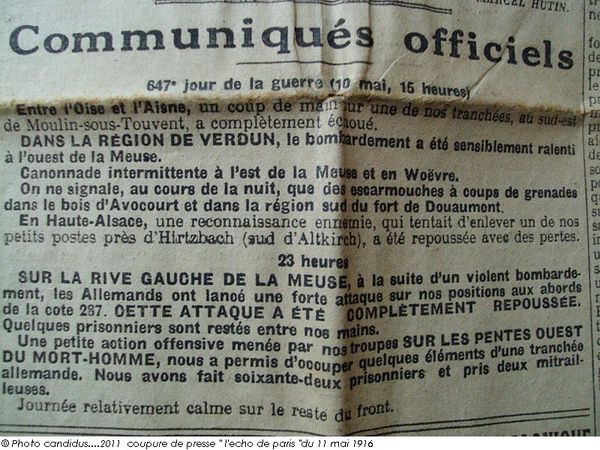 MARCEL HUTIN.
Communiqués officiels
647e jour de la guerre (10 mai, 15 heures)
Entre l'Oise et l'Aisne, un coup de main sur une de nos tranchées, au sud-est
de Moulin-sous-Touvent, a complètement échoué.
DANS LA RÉGION DE VERDUN, le bombardement a été sensiblement ralenti
à l'ouest de la Meuse.
Canonnade intermittente à l'est de la Meuse et en Woëvre.
On ne signale, au cours de la nuit, que des escarmouches à coups de grenades
dans le bois d'Avocourt et dans la région sud du fort de Douaumont.
En Haute-Alsace, une reconnaissance ennemie, qui tentait d'enlever un de nos
petits postes près d'Hirtzbach (sud d'Altkirch), a été repoussée avec des pertes.
23 heures
SUR LA RIVE GAUCHE DE LA MEUSE, à la suite d'un violent bombarde-
ment, les Allemands ont lancé une forte attaque sur nos positions aux abords
de la cote 287. CETTE ATTAQUE A ÉTÉ COMPLÈTEMENT REPOUSSÉE.
Quelques prisonniers sont restés entre nos mains.
Une petite action offensive menée par nos troupes SUR LES PENTES OUEST
DU MORT-HOMME, nous a permis d'occuper quelques éléments d'une tranchée
allemande. Nous avons fait soixante-deux prisonniers et pris deux mitrail-
leuses.
Journée relativement calme sur le reste du front.
© Photo candidus....2011 coupure de presse " l'echo de paris "du 11 mai 1916